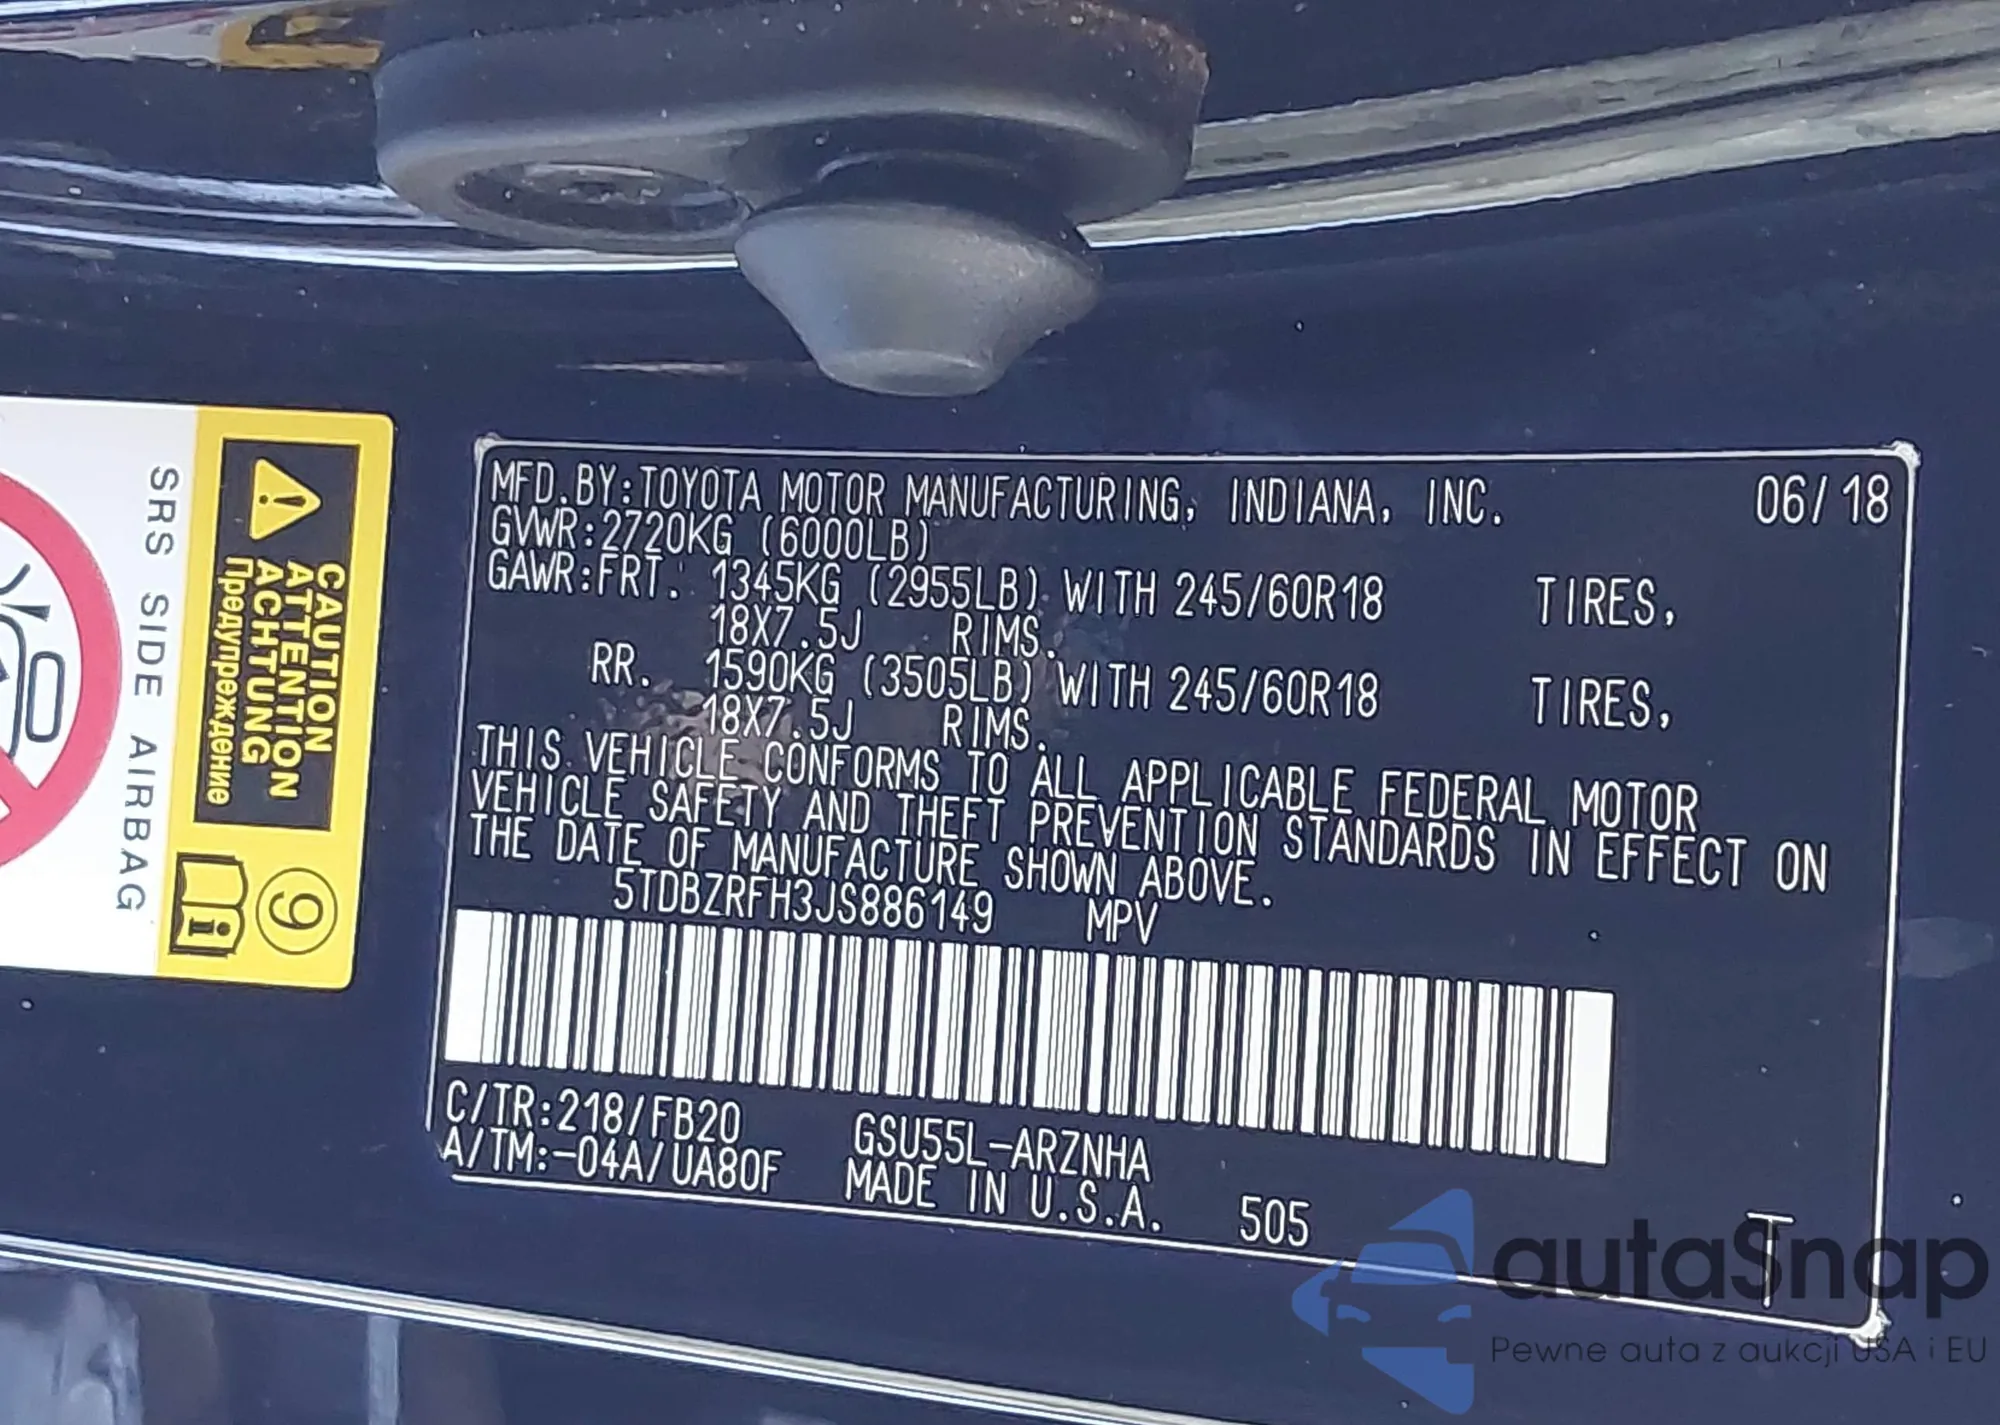 MFD.BY:TOYOTA MOTOR MANUFACTURING, INDIANA, INC. 06/18
GVWR:2720KG (6000LB)
GAWR:FRT. 1345KG (2955LB) WITH 245/60R18 TIRES,
18X7.5J RIMS.
RR. 1590KG (3505LB) WITH 245/60R18 TIRES,
18X7.5J RIMS.
THIS VEHICLE CONFORMS TO ALL APPLICABLE FEDERAL MOTOR
VEHICLE SAFETY AND THEFT PREVENTION STANDARDS IN EFFECT ON
THE DATE OF MANUFACTURE SHOWN ABOVE.
5TDBZRFH3JS886149 MPV
C/TR:218/FB20 GSU55L-ARZNHA
A/TM:-04A/UA80F MADE IN U.S.A. 505 T
CAUTION
ATTENTION
ACHTUNG
Предупреждение
9
i
SRS SIDE AIRBAG
autaSnap
Pewne auta z aukcji USA i EU